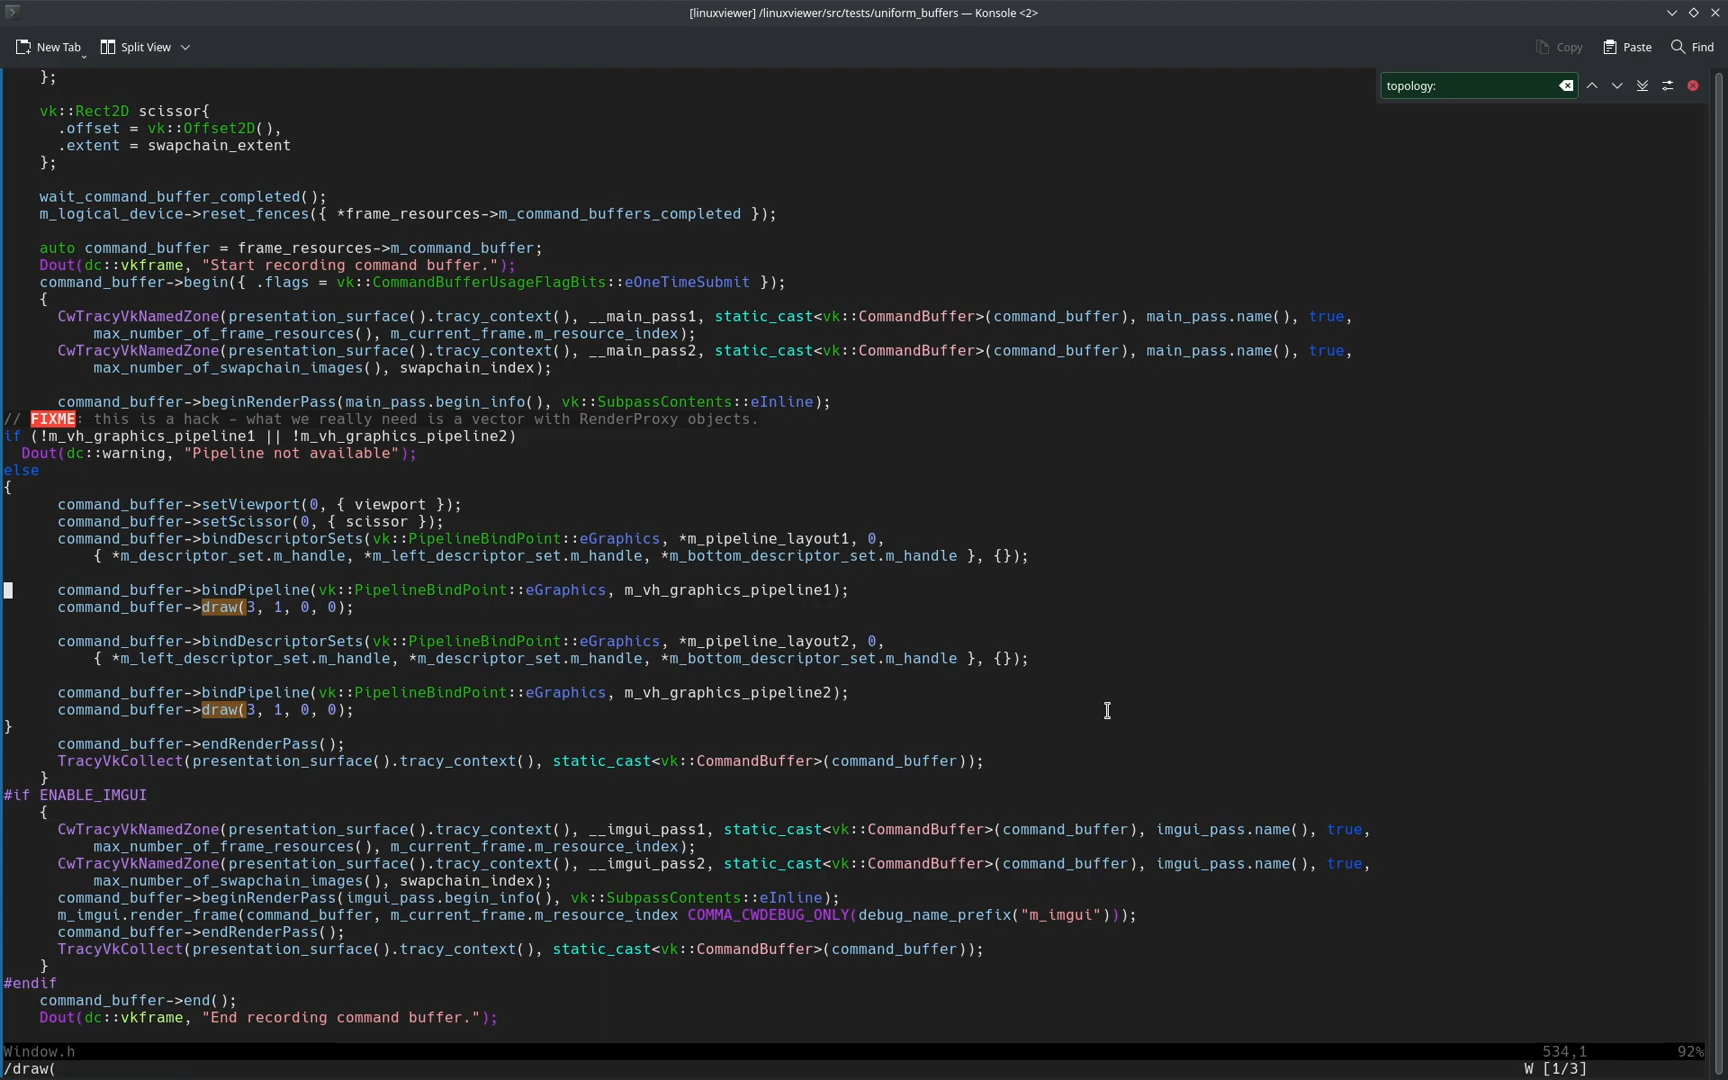 [linuxviewer] /linuxviewer/src/tests/uniform_buffers — Konsole <2>
New Tab Split View Copy Paste Find
topology:
};
vk::Rect2D scissor{
.offset = vk::Offset2D(),
.extent = swapchain_extent
};
wait_command_buffer_completed();
m_logical_device->reset_fences({ *frame_resources->m_command_buffers_completed });
auto command_buffer = frame_resources->m_command_buffer;
Dout(dc::vkframe, "Start recording command buffer.");
command_buffer->begin({ .flags = vk::CommandBufferUsageFlagBits::eOneTimeSubmit });
{
CwTracyVkNamedZone(presentation_surface().tracy_context(), __main_pass1, static_cast<vk::CommandBuffer>(command_buffer), main_pass.name(), true,
max_number_of_frame_resources(), m_current_frame.m_resource_index);
CwTracyVkNamedZone(presentation_surface().tracy_context(), __main_pass2, static_cast<vk::CommandBuffer>(command_buffer), main_pass.name(), true,
max_number_of_swapchain_images(), swapchain_index);
command_buffer->beginRenderPass(main_pass.begin_info(), vk::SubpassContents::eInline);
// FIXME: this is a hack - what we really need is a vector with RenderProxy objects.
if (!m_vh_graphics_pipeline1 || !m_vh_graphics_pipeline2)
Dout(dc::warning, "Pipeline not available");
else
{
command_buffer->setViewport(0, { viewport });
command_buffer->setScissor(0, { scissor });
command_buffer->bindDescriptorSets(vk::PipelineBindPoint::eGraphics, *m_pipeline_layout1, 0,
{ *m_descriptor_set.m_handle, *m_left_descriptor_set.m_handle, *m_bottom_descriptor_set.m_handle }, {});
command_buffer->bindPipeline(vk::PipelineBindPoint::eGraphics, m_vh_graphics_pipeline1);
command_buffer->draw(3, 1, 0, 0);
command_buffer->bindDescriptorSets(vk::PipelineBindPoint::eGraphics, *m_pipeline_layout2, 0,
{ *m_left_descriptor_set.m_handle, *m_descriptor_set.m_handle, *m_bottom_descriptor_set.m_handle }, {});
command_buffer->bindPipeline(vk::PipelineBindPoint::eGraphics, m_vh_graphics_pipeline2);
command_buffer->draw(3, 1, 0, 0);
}
command_buffer->endRenderPass();
TracyVkCollect(presentation_surface().tracy_context(), static_cast<vk::CommandBuffer>(command_buffer));
}
#if ENABLE_IMGUI
{
CwTracyVkNamedZone(presentation_surface().tracy_context(), __imgui_pass1, static_cast<vk::CommandBuffer>(command_buffer), imgui_pass.name(), true,
max_number_of_frame_resources(), m_current_frame.m_resource_index);
CwTracyVkNamedZone(presentation_surface().tracy_context(), __imgui_pass2, static_cast<vk::CommandBuffer>(command_buffer), imgui_pass.name(), true,
max_number_of_swapchain_images(), swapchain_index);
command_buffer->beginRenderPass(imgui_pass.begin_info(), vk::SubpassContents::eInline);
m_imgui.render_frame(command_buffer, m_current_frame.m_resource_index COMMA_CWDEBUG_ONLY(debug_name_prefix("m_imgui")));
command_buffer->endRenderPass();
TracyVkCollect(presentation_surface().tracy_context(), static_cast<vk::CommandBuffer>(command_buffer));
}
#endif
command_buffer->end();
Dout(dc::vkframe, "End recording command buffer.");
Window.h 534,1 92%
/draw( W [1/3]